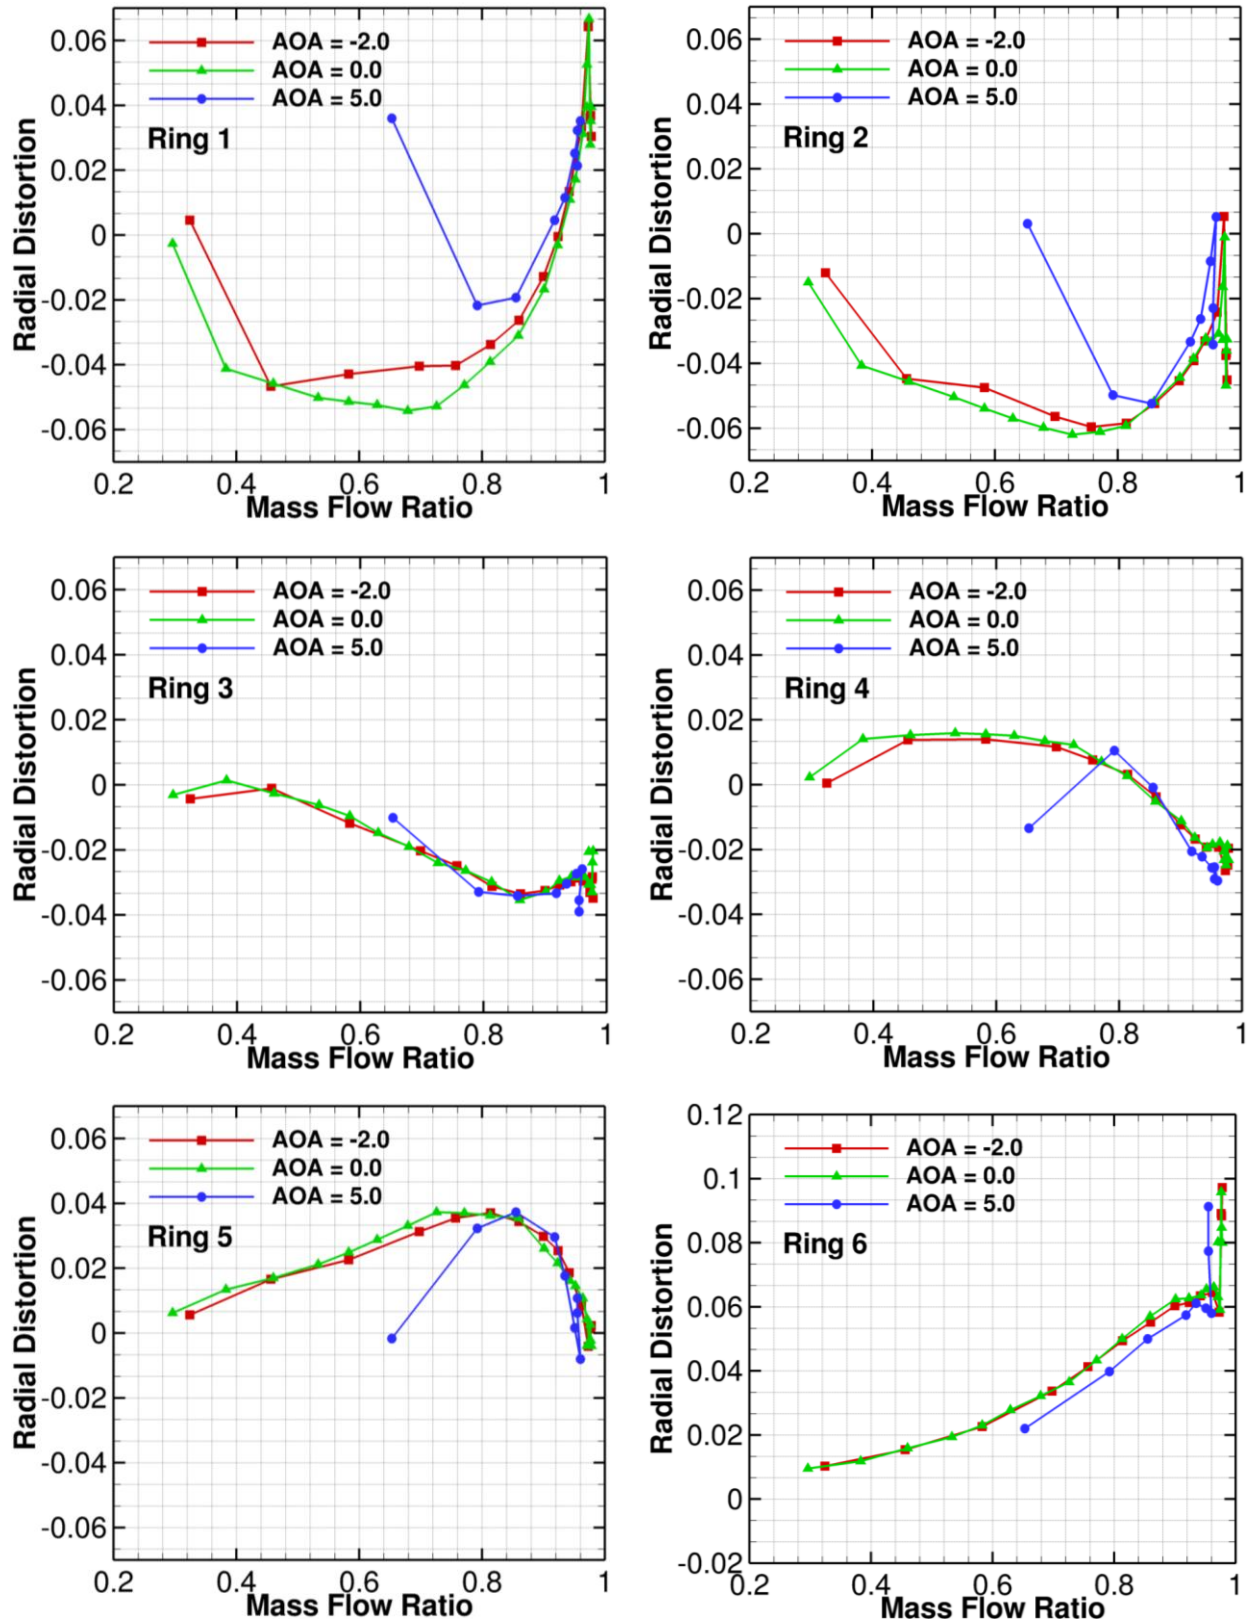 0.06
0.04
0.02
0
-0.02
-0.04
-0.06
AOA = -2.0
AOA = 0.0
AOA = 5.0
Ring 1
Radial Distortion
0.2 0.4 0.6 0.8 1
Mass Flow Ratio
0.06
0.04
0.02
0
-0.02
-0.04
-0.06
AOA = -2.0
AOA = 0.0
AOA = 5.0
Ring 2
Radial Distortion
0.2 0.4 0.6 0.8 1
Mass Flow Ratio
0.06
0.04
0.02
0
-0.02
-0.04
-0.06
AOA = -2.0
AOA = 0.0
AOA = 5.0
Ring 3
Radial Distortion
0.2 0.4 0.6 0.8 1
Mass Flow Ratio
0.06
0.04
0.02
0
-0.02
-0.04
-0.06
AOA = -2.0
AOA = 0.0
AOA = 5.0
Ring 4
Radial Distortion
0.2 0.4 0.6 0.8 1
Mass Flow Ratio
0.06
0.04
0.02
0
-0.02
-0.04
-0.06
AOA = -2.0
AOA = 0.0
AOA = 5.0
Ring 5
Radial Distortion
0.2 0.4 0.6 0.8 1
Mass Flow Ratio
0.12
0.1
0.08
0.06
0.04
0.02
0
-0.02
AOA = -2.0
AOA = 0.0
AOA = 5.0
Ring 6
Radial Distortion
0.2 0.4 0.6 0.8 1
Mass Flow Ratio